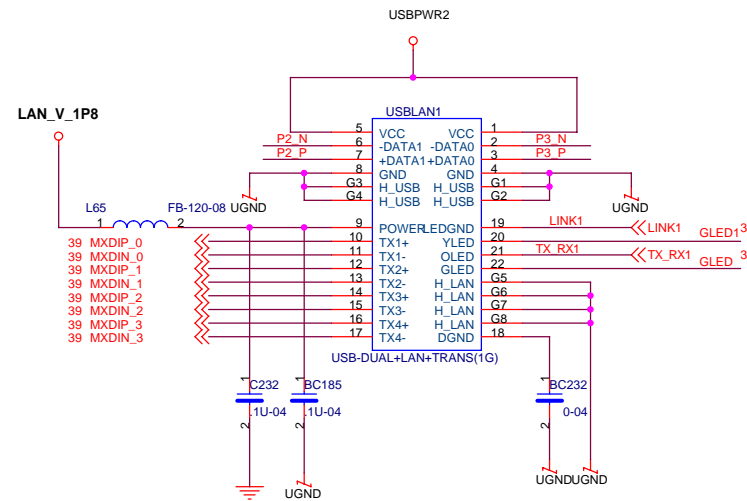 USBPWR2
LAN_V_1P8
USBLAN1
P2_N 5 VCC VCC 1 P3_N
P2_P 6 -DATA1 -DATA0 2 P3_P
7 +DATA1 +DATA0 3
8 GND GND 4
G3 H_USB H_USB G1
G4 H_USB H_USB G2
UGND UGND
L65 FB-120-08
1 2
9 POWER LEDGND 19 LINK1 LINK1
39 MXDIP_0 10 TX1+ YLED 20 GLED1 3
39 MXDIN_0 11 TX1- OLED 21 TX_RX1 TX_RX1 3
39 MXDIP_1 12 TX2+ GLED 22 GLED
39 MXDIN_1 13 TX2- H_LAN G5
39 MXDIP_2 14 TX3+ H_LAN G6
39 MXDIN_2 15 TX3- H_LAN G7
39 MXDIP_3 16 TX4+ H_LAN G8
39 MXDIN_3 17 TX4- DGND 18
USB-DUAL+LAN+TRANS(1G)
1 C232 1 BC185 1 BC232
.1U-04 .1U-04 0-04
2 2 2
UGND UGND UGND